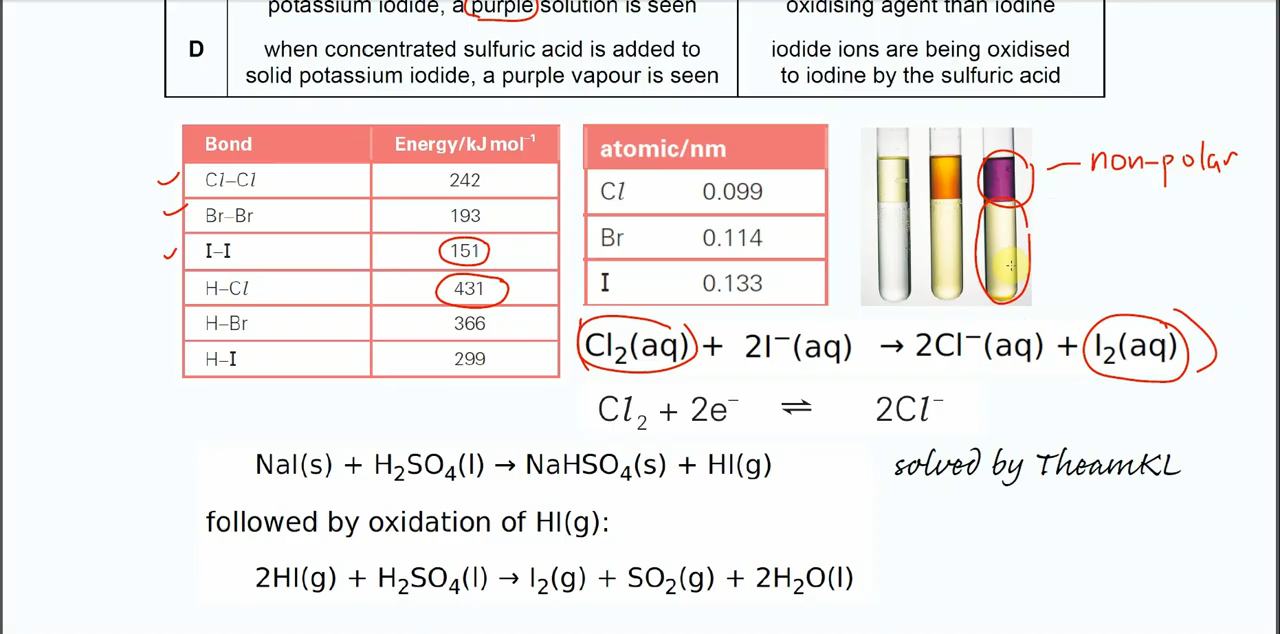 potassium iodide, a purple solution is seen
oxidising agent than iodine
D
when concentrated sulfuric acid is added to
solid potassium iodide, a purple vapour is seen
iodide ions are being oxidised
to iodine by the sulfuric acid
Bond Energy/kJ mol⁻¹
Cl–Cl 242
Br–Br 193
I–I 151
H–Cl 431
H–Br 366
H–I 299
atomic/nm
Cl 0.099
Br 0.114
I 0.133
non-polar
Cl₂(aq) + 2I⁻(aq) → 2Cl⁻(aq) + I₂(aq)
Cl₂ + 2e⁻ ⇌ 2Cl⁻
NaI(s) + H₂SO₄(l) → NaHSO₄(s) + HI(g)
solved by TheamKL
followed by oxidation of HI(g):
2HI(g) + H₂SO₄(l) → I₂(g) + SO₂(g) + 2H₂O(l)